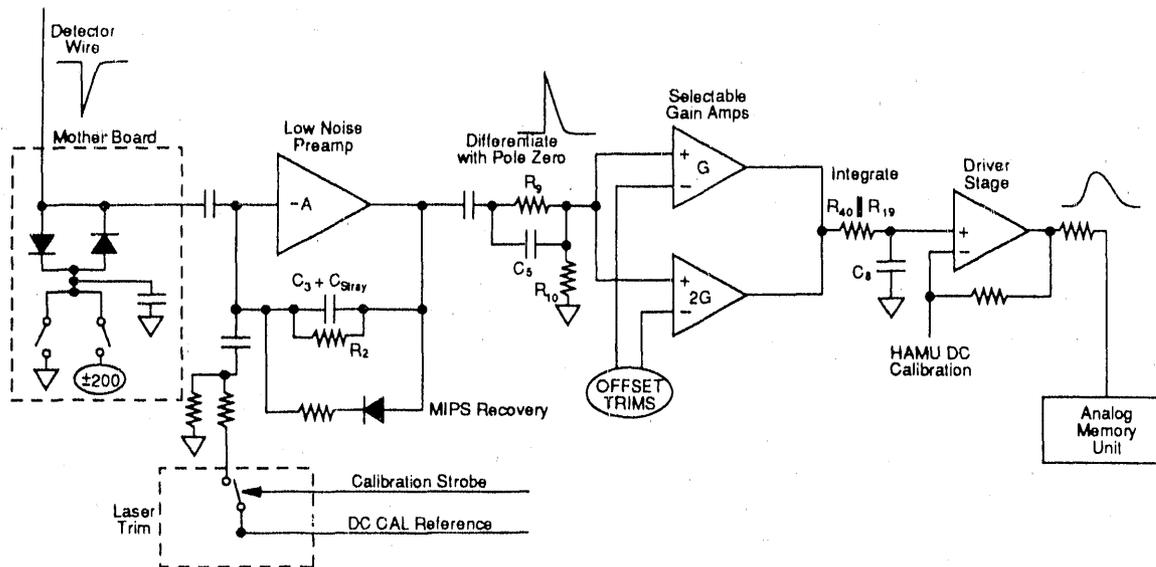 Detector
Wire
Mother Board
±200
Low Noise
Preamp
-A
C3 + CStray
R2
MIPS Recovery
Laser
Trim
Calibration Strobe
DC CAL Reference
Differentiate
with Pole Zero
R9
C5
R10
Selectable
Gain Amps
+
G
-
+
2G
-
OFFSET
TRIMS
Integrate
R40 || R19
C8
Driver
Stage
+
-
HAMU DC
Calibration
Analog
Memory
Unit